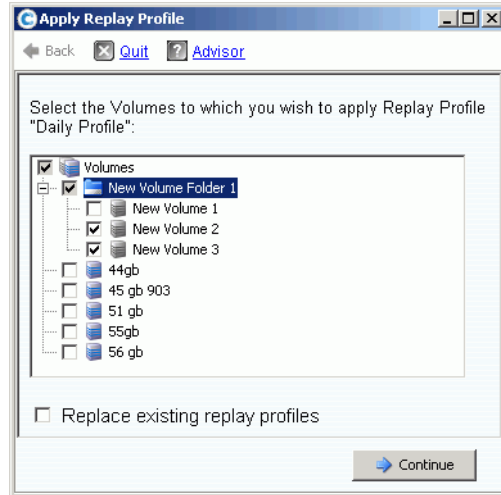 Apply Replay Profile
Back Quit ? Advisor
Select the Volumes to which you wish to apply Replay Profile
"Daily Profile":
Volumes
New Volume Folder 1
New Volume 1
New Volume 2
New Volume 3
44gb
45 gb 903
51 gb
55gb
56 gb
Replace existing replay profiles
Continue